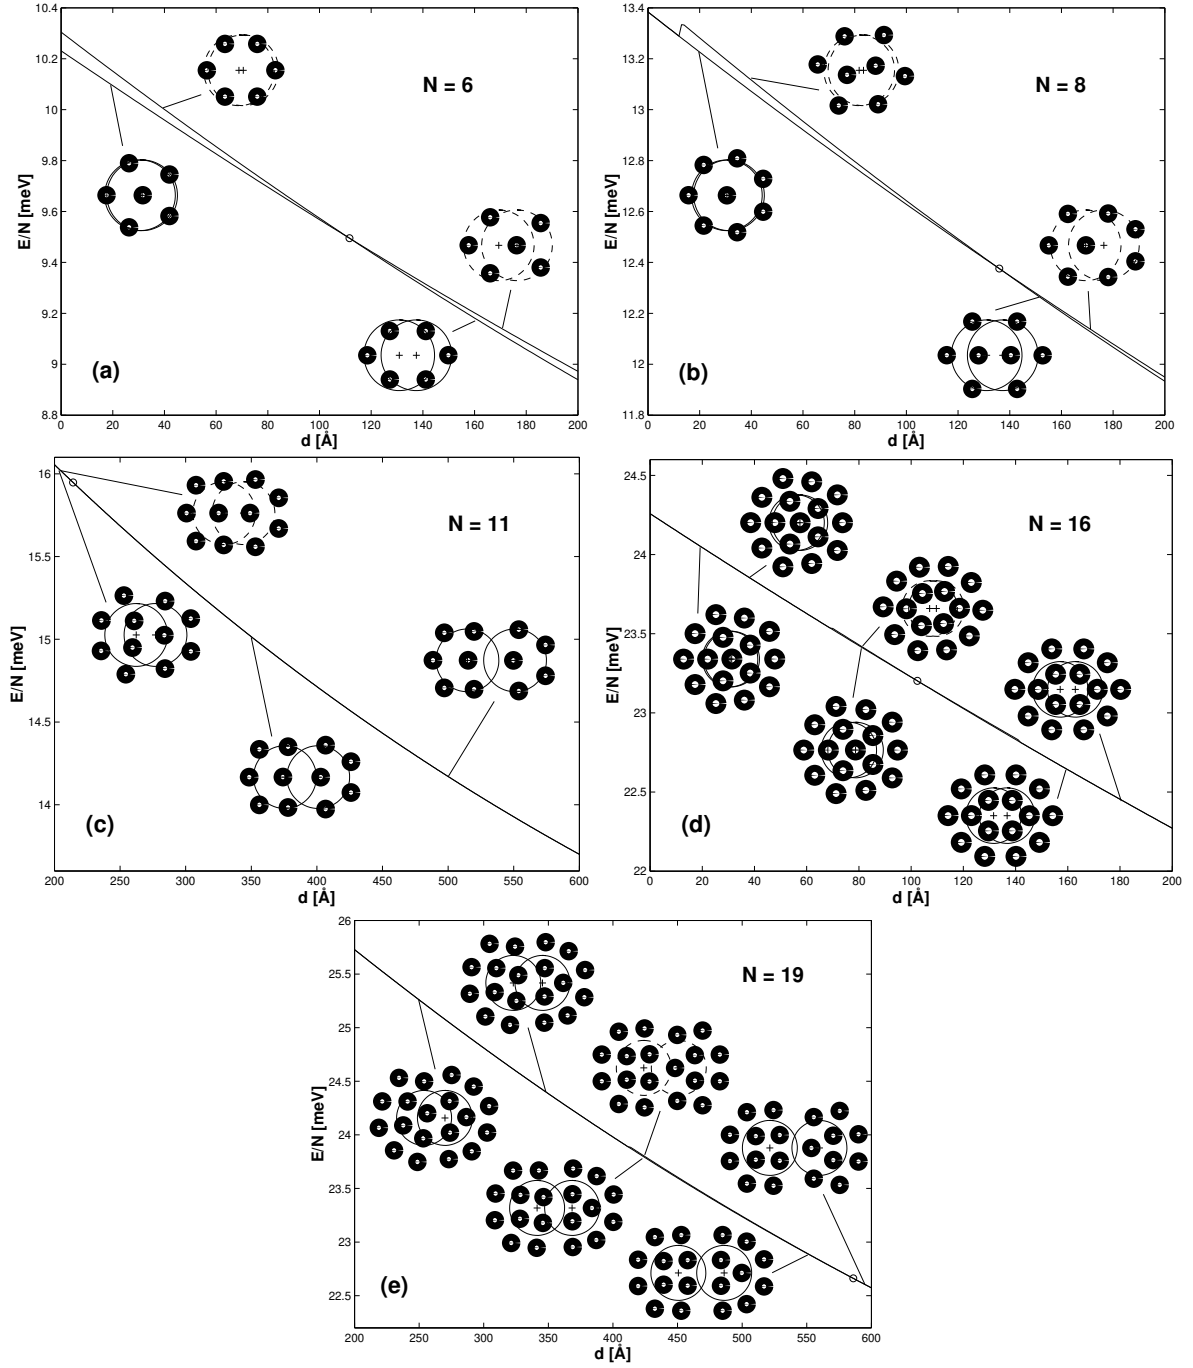 10.4
10.2
10
9.8
9.6
9.4
9.2
9
8.8
E/N [meV]
N = 6
(a)
0 20 40 60 80 100 120 140 160 180 200
d [Å]
13.4
13.2
13
12.8
12.6
12.4
12.2
12
11.8
E/N [meV]
N = 8
(b)
0 20 40 60 80 100 120 140 160 180 200
d [Å]
16
15.5
15
14.5
14
E/N [meV]
N = 11
(c)
200 250 300 350 400 450 500 550 600
d [Å]
24.5
24
23.5
23
22.5
22
E/N [meV]
N = 16
(d)
0 20 40 60 80 100 120 140 160 180 200
d [Å]
26
25.5
25
24.5
24
23.5
23
22.5
E/N [meV]
N = 19
(e)
200 250 300 350 400 450 500 550 600
d [Å]